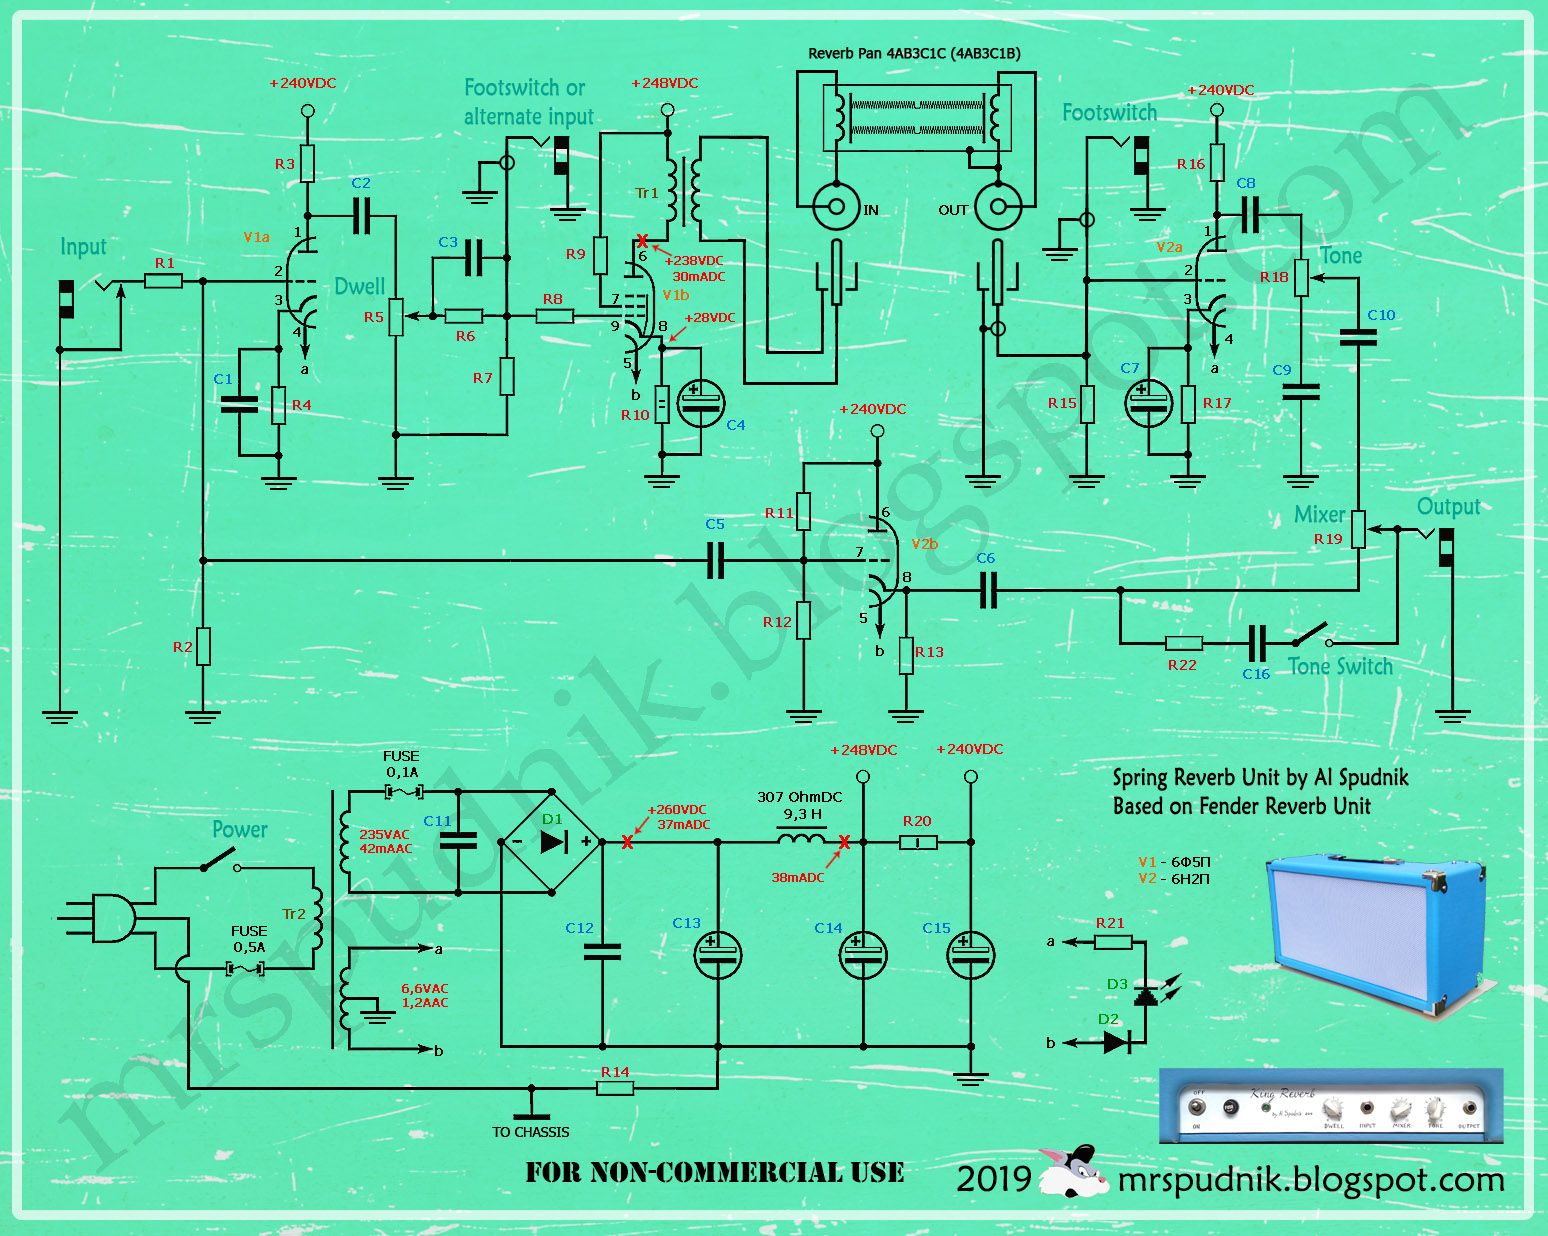 Reverb Pan 4AB3C1C (4AB3C1B)
+240VDC
Footswitch or
alternate input
+248VDC
+240VDC
Footswitch
R3
C2
Tr1
IN
OUT
R16
C8
Input
V1a
1
C3
R9
+238VDC
30mADC
6
V2a
1
Tone
R1
2
Dwell
V1b
2
R18
3
R5
R6
R8
7
+28VDC
3
C10
4
9
8
4
a
5
a
C1
R7
b
C7
C9
R4
R10
C4
R15
R17
+240VDC
R11
6
Mixer
Output
C5
V2b
R19
7
C6
8
R12
5
R2
b
R13
R22
C16
Tone Switch
FUSE
0,1A
+248VDC
+240VDC
Spring Reverb Unit by Al Spudnik
Based on Fender Reverb Unit
307 OhmDC
9,3 H
+260VDC
37mADC
Power
235VAC
42mAAC
C11
D1
-
+
R20
38mADC
V1 - 6Ф5П
V2 - 6Н2П
Tr2
FUSE
0,5A
C12
C13
C14
C15
R21
a
a
6,6VAC
1,2AAC
D3
b
D2
b
R14
TO CHASSIS
OFF
ON
King Reverb
by Al Spudnik
DWELL
INPUT
MIXER
TONE
OUTPUT
FOR NON-COMMERCIAL USE
2019
mrspudnik.blogspot.com
mrspudnik.blogspot.com